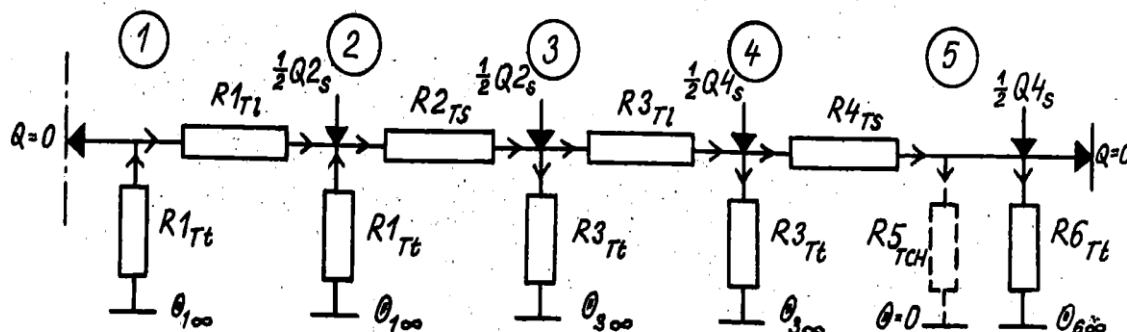 1 2 3 4 5
½Q2s ½Q2s ½Q4s ½Q4s
R1Tl R2Ts R3Tl R4Ts
Q=0 Q=0
R1Tt R1Tt R3Tt R3Tt R5TCH R6Tt
Θ1∞ Θ1∞ Θ3∞ Θ3∞ Θ=0 Θ6∞